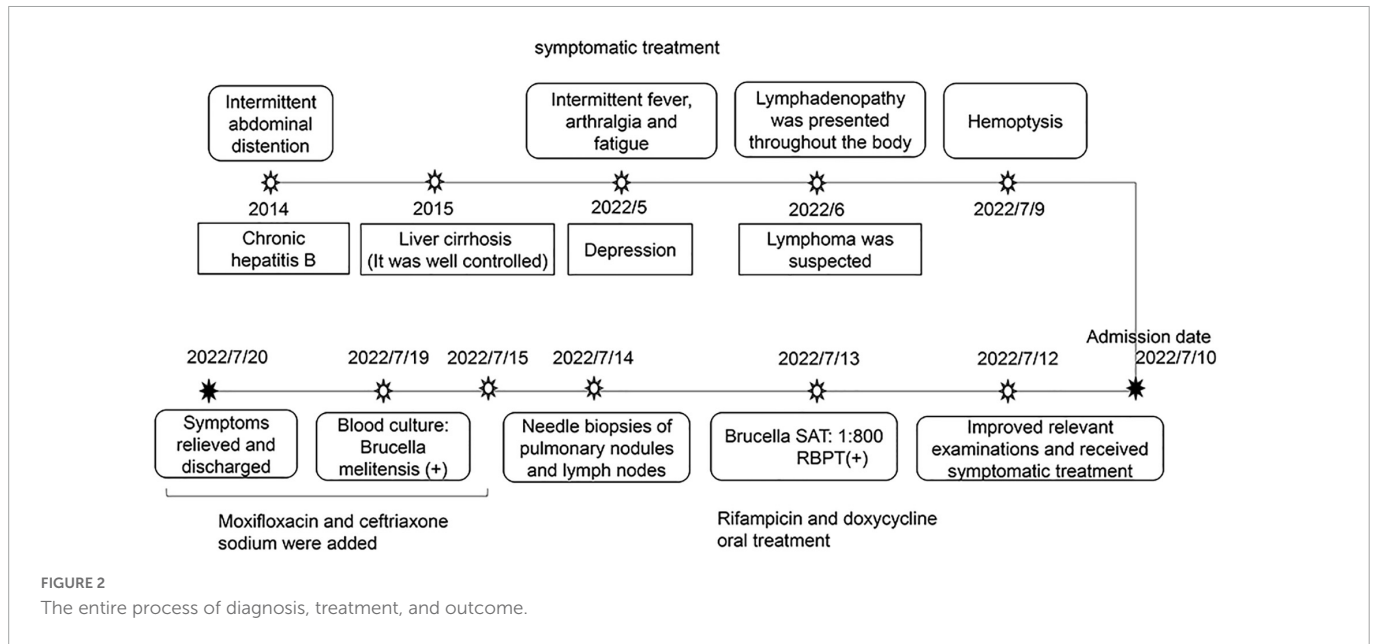 symptomatic treatment
Intermittent
abdominal
distention
Intermittent fever,
arthralgia and
fatigue
Lymphadenopathy
was presented
throughout the body
Hemoptysis
2014
2015
2022/5
2022/6
2022/7/9
Chronic
hepatitis B
Liver cirrhosis
(It was well controlled)
Depression
Lymphoma was
suspected
Admission date
2022/7/20
2022/7/19
2022/7/15
2022/7/14
2022/7/13
2022/7/12
2022/7/10
Symptoms
relieved and
discharged
Blood culture:
Brucella
melitensis (+)
Needle biopsies of
pulmonary nodules
and lymph nodes
Brucella SAT: 1:800
RBPT(+)
Improved relevant
examinations and received
symptomatic treatment
Moxifloxacin and ceftriaxone
sodium were added
Rifampicin and doxycycline
oral treatment
FIGURE 2
The entire process of diagnosis, treatment, and outcome.